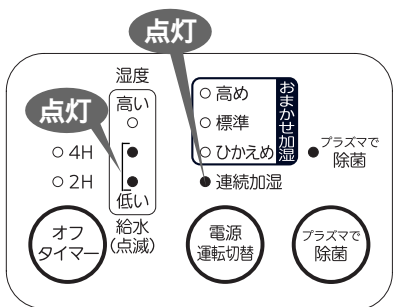 点灯
点灯
湿度
高い
4H
2H
低い
給水
(点滅)
高め
標準
ひかえめ
おまかせ加湿
連続加湿
プラズマで
除菌
オフ
タイマー
電源
運転切替
プラズマで
除菌